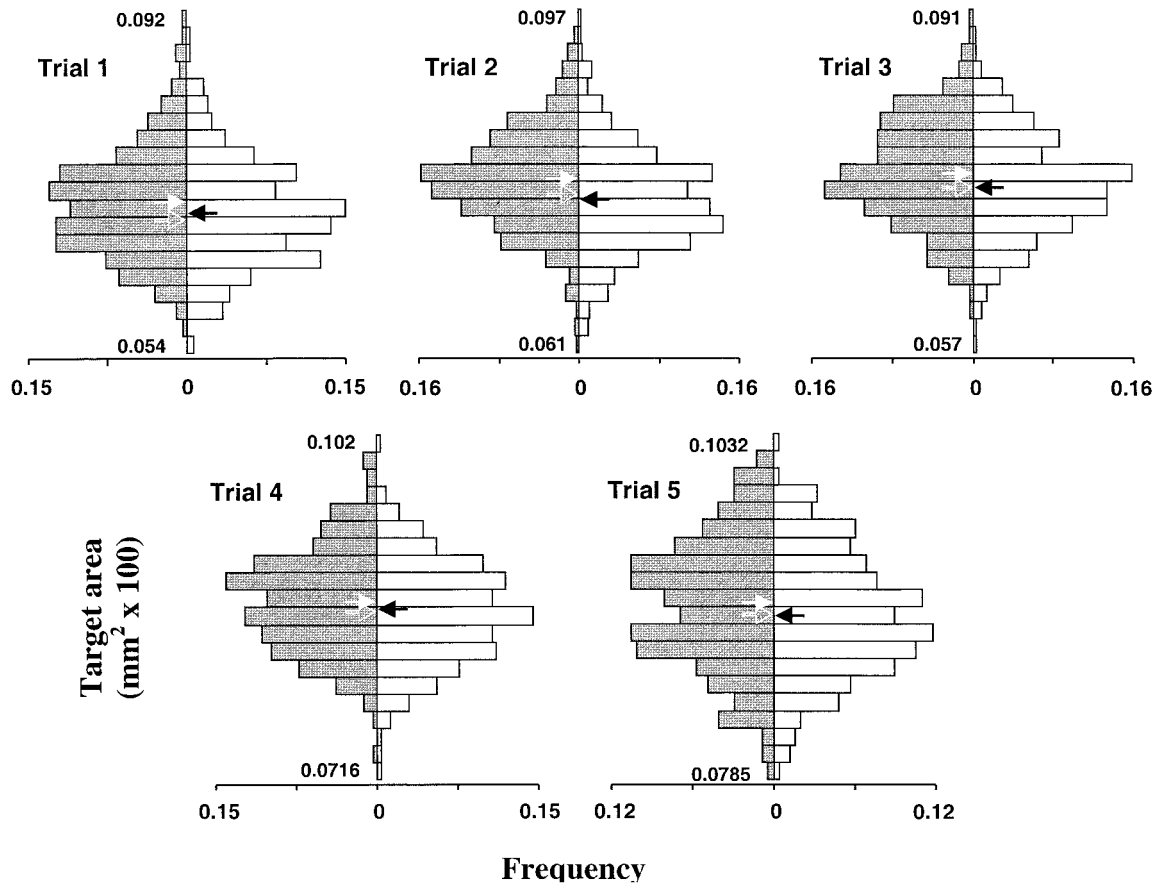 0.092
Trial 1
0.054
0.15 0 0.15
0.097
Trial 2
0.061
0.16 0 0.16
0.091
Trial 3
0.057
0.16 0 0.16
0.102
Trial 4
0.0716
0.15 0 0.15
0.1032
Trial 5
0.0785
0.12 0 0.12
Target area
(mm² x 100)
Frequency